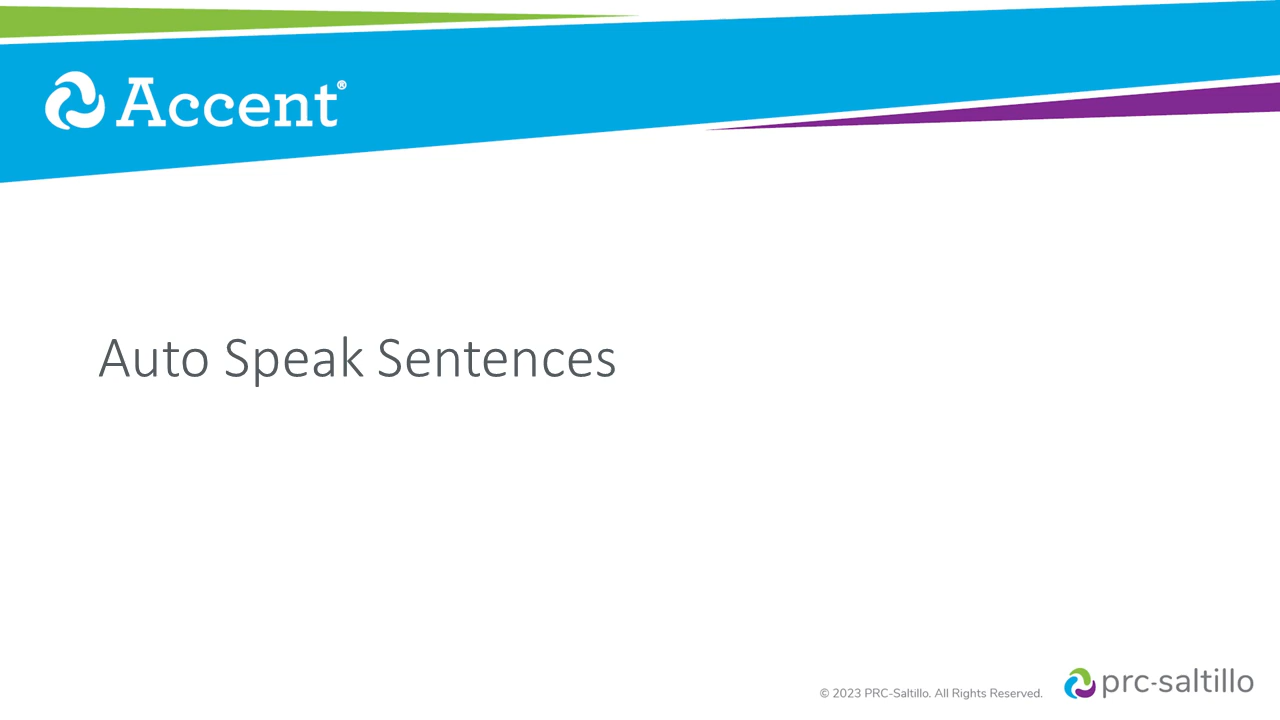 Accent®
Auto Speak Sentences
© 2023 PRC-Saltillo. All Rights Reserved.
prc-saltillo